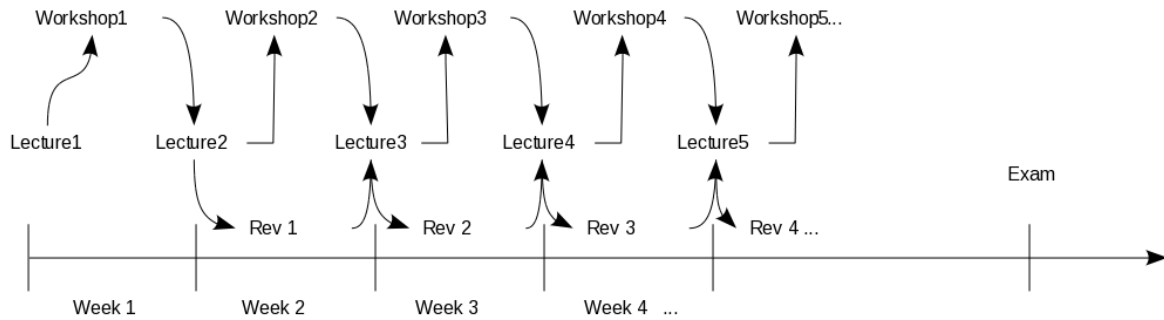 Workshop1 Workshop2 Workshop3 Workshop4 Workshop5...
Lecture1 Lecture2 Lecture3 Lecture4 Lecture5
Exam
Rev 1 Rev 2 Rev 3 Rev 4 ...
Week 1 Week 2 Week 3 Week 4 ...